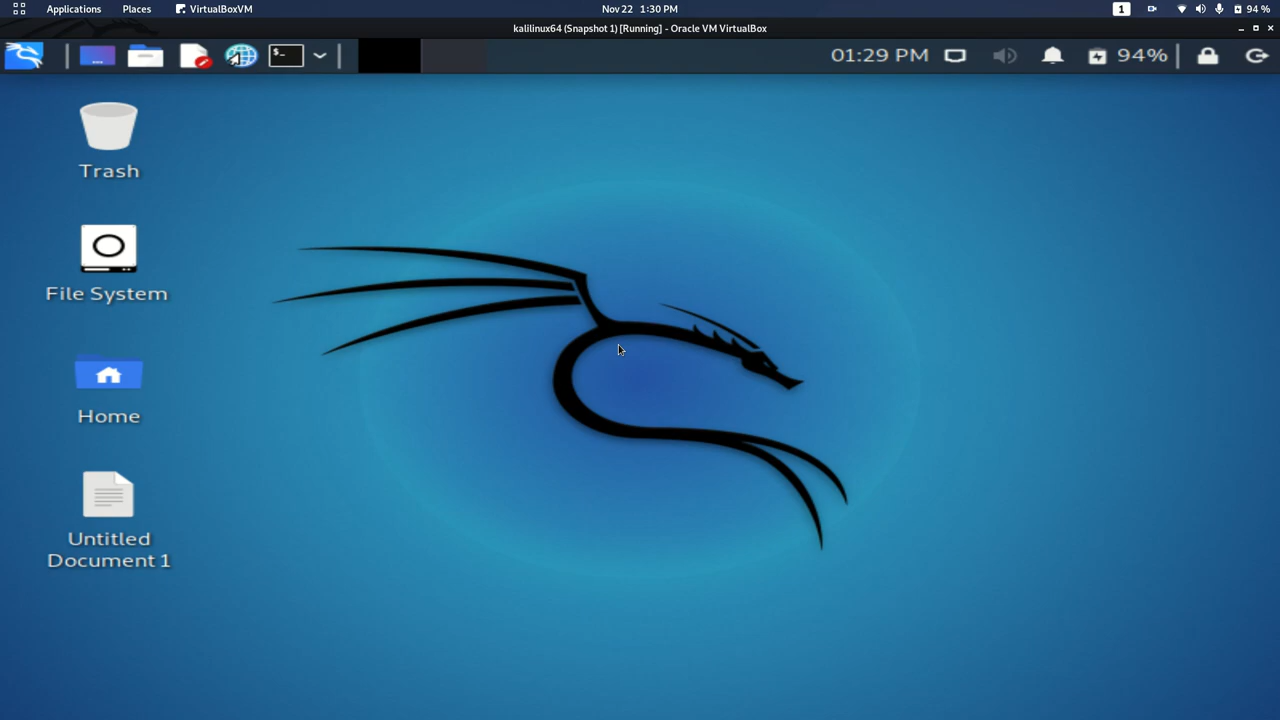 Applications Places VirtualBoxVM Nov 22 1:30 PM 1 94 %
kalilinux64 (Snapshot 1) [Running] - Oracle VM VirtualBox
$- 01:29 PM 94%
Trash
File System
Home
Untitled
Document 1